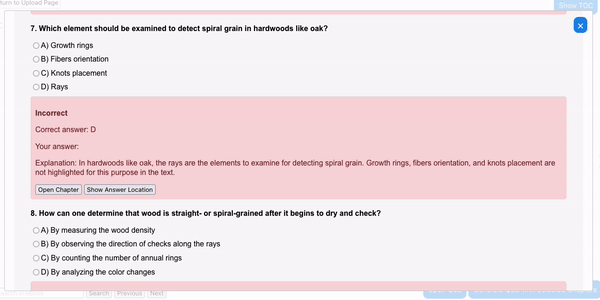 turn to Upload Page
Show TOC
×
7. Which element should be examined to detect spiral grain in hardwoods like oak?
A) Growth rings
B) Fibers orientation
C) Knots placement
D) Rays
Incorrect
Correct answer: D
Your answer:
Explanation: In hardwoods like oak, the rays are the elements to examine for detecting spiral grain. Growth rings, fibers orientation, and knots placement are
not highlighted for this purpose in the text.
Open Chapter Show Answer Location
8. How can one determine that wood is straight- or spiral-grained after it begins to dry and check?
A) By measuring the wood density
B) By observing the direction of checks along the rays
C) By counting the number of annual rings
D) By analyzing the color changes
Search Previous Next